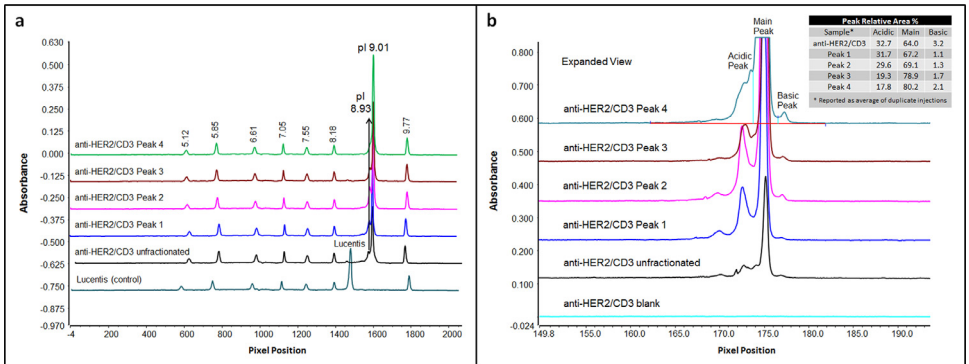 a
0.630
0.500
0.375
0.250
0.125
0.000
-0.125
-0.250
-0.375
-0.500
-0.625
-0.750
-0.875
-0.970
Absorbance
pI 9.01
pI
8.93
5.12
5.85
6.61
7.05
7.55
8.18
9.77
anti-HER2/CD3 Peak 4
anti-HER2/CD3 Peak 3
anti-HER2/CD3 Peak 2
anti-HER2/CD3 Peak 1
anti-HER2/CD3 unfractionated
Lucentis
Lucentis (control)
-4 200 400 600 800 1000 1200 1400 1600 1800 2000
Pixel Position
b
0.800
0.600
0.500
0.400
0.300
0.200
0.100
-0.024
Absorbance
Expanded View
Main
Peak
Acidic
Peak
Basic
Peak
anti-HER2/CD3 Peak 4
anti-HER2/CD3 Peak 3
anti-HER2/CD3 Peak 2
anti-HER2/CD3 Peak 1
anti-HER2/CD3 unfractionated
anti-HER2/CD3 blank
149.8 155.0 160.0 165.0 170.0 175.0 180.0 185.0 190.0
Pixel Position
Peak Relative Area %
Sample* Acidic Main Basic
anti-HER2/CD3 32.7 64.0 3.2
Peak 1 31.7 67.2 1.1
Peak 2 29.6 69.1 1.3
Peak 3 19.3 78.9 1.7
Peak 4 17.8 80.2 2.1
* Reported as average of duplicate injections